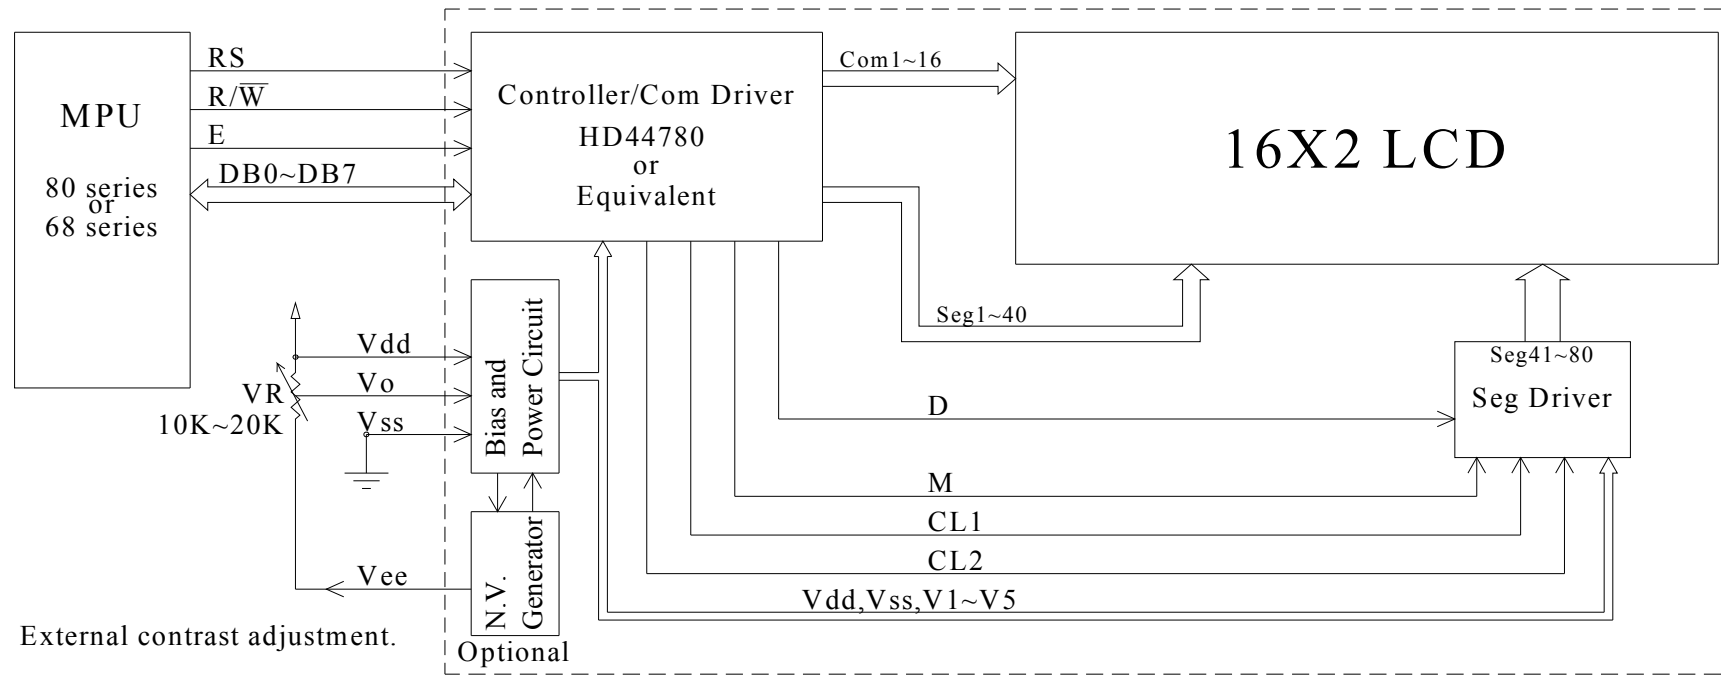 MPU
80 series
or
68 series
RS
R/W̅
E
DB0~DB7
Controller/Com Driver
HD44780
or
Equivalent
Com1~16
16X2 LCD
Seg1~40
Seg41~80
Seg Driver
Vdd
Vo
Vss
VR
10K~20K
Bias and
Power Circuit
D
M
CL1
CL2
Vdd,Vss,V1~V5
Vee
N.V.
Generator
Optional
External contrast adjustment.